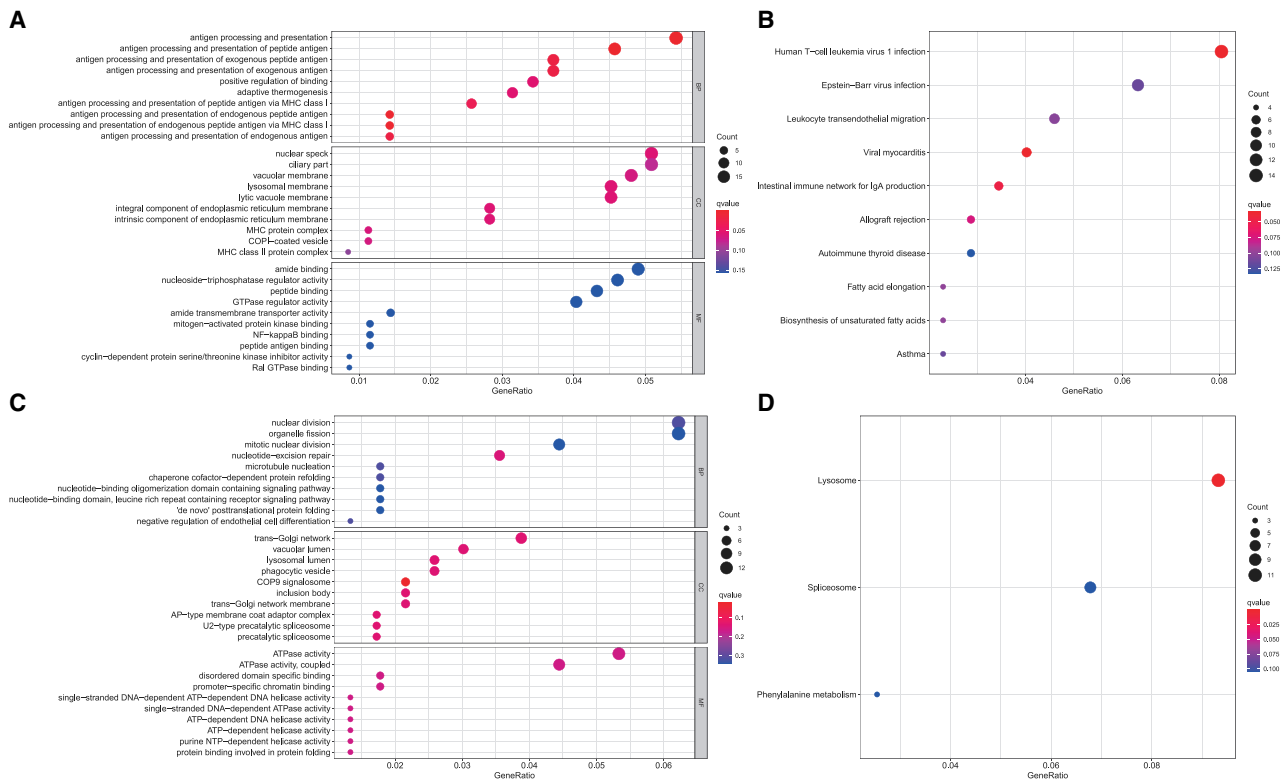 A
antigen processing and presentation
antigen processing and presentation of peptide antigen
antigen processing and presentation of exogenous peptide antigen
antigen processing and presentation of exogenous antigen
positive regulation of binding
adaptive thermogenesis
antigen processing and presentation of peptide antigen via MHC class I
antigen processing and presentation of endogenous peptide antigen
antigen processing and presentation of endogenous peptide antigen via MHC class I
antigen processing and presentation of endogenous antigen
BP
nuclear speck
ciliary part
vacuolar membrane
lysosomal membrane
lytic vacuole membrane
integral component of endoplasmic reticulum membrane
intrinsic component of endoplasmic reticulum membrane
MHC protein complex
COPI−coated vesicle
MHC class II protein complex
CC
amide binding
nucleoside−triphosphatase regulator activity
peptide binding
GTPase regulator activity
amide transmembrane transporter activity
mitogen−activated protein kinase binding
NF−kappaB binding
peptide antigen binding
cyclin−dependent protein serine/threonine kinase inhibitor activity
Ral GTPase binding
MF
0.01 0.02 0.03 0.04 0.05
GeneRatio
Count
5
10
15
qvalue
0.05
0.10
0.15
B
Human T−cell leukemia virus 1 infection
Epstein−Barr virus infection
Leukocyte transendothelial migration
Viral myocarditis
Intestinal immune network for IgA production
Allograft rejection
Autoimmune thyroid disease
Fatty acid elongation
Biosynthesis of unsaturated fatty acids
Asthma
0.04 0.06 0.08
GeneRatio
Count
4
6
8
10
12
14
qvalue
0.050
0.075
0.100
0.125
C
nuclear division
organelle fission
mitotic nuclear division
nucleotide−excision repair
microtubule nucleation
chaperone cofactor−dependent protein refolding
nucleotide−binding oligomerization domain containing signaling pathway
nucleotide−binding domain, leucine rich repeat containing receptor signaling pathway
'de novo' posttranslational protein folding
negative regulation of endothelial cell differentiation
BP
trans−Golgi network
vacuolar lumen
lysosomal lumen
phagocytic vesicle
COP9 signalosome
inclusion body
trans−Golgi network membrane
AP−type membrane coat adaptor complex
U2−type precatalytic spliceosome
precatalytic spliceosome
CC
ATPase activity
ATPase activity, coupled
disordered domain specific binding
promoter−specific chromatin binding
single−stranded DNA−dependent ATP−dependent DNA helicase activity
single−stranded DNA−dependent ATPase activity
ATP−dependent DNA helicase activity
ATP−dependent helicase activity
purine NTP−dependent helicase activity
protein binding involved in protein folding
MF
0.02 0.03 0.04 0.05 0.06
GeneRatio
Count
3
6
9
12
qvalue
0.1
0.2
0.3
D
Lysosome
Spliceosome
Phenylalanine metabolism
0.04 0.06 0.08
GeneRatio
Count
3
5
7
9
11
qvalue
0.025
0.050
0.075
0.100